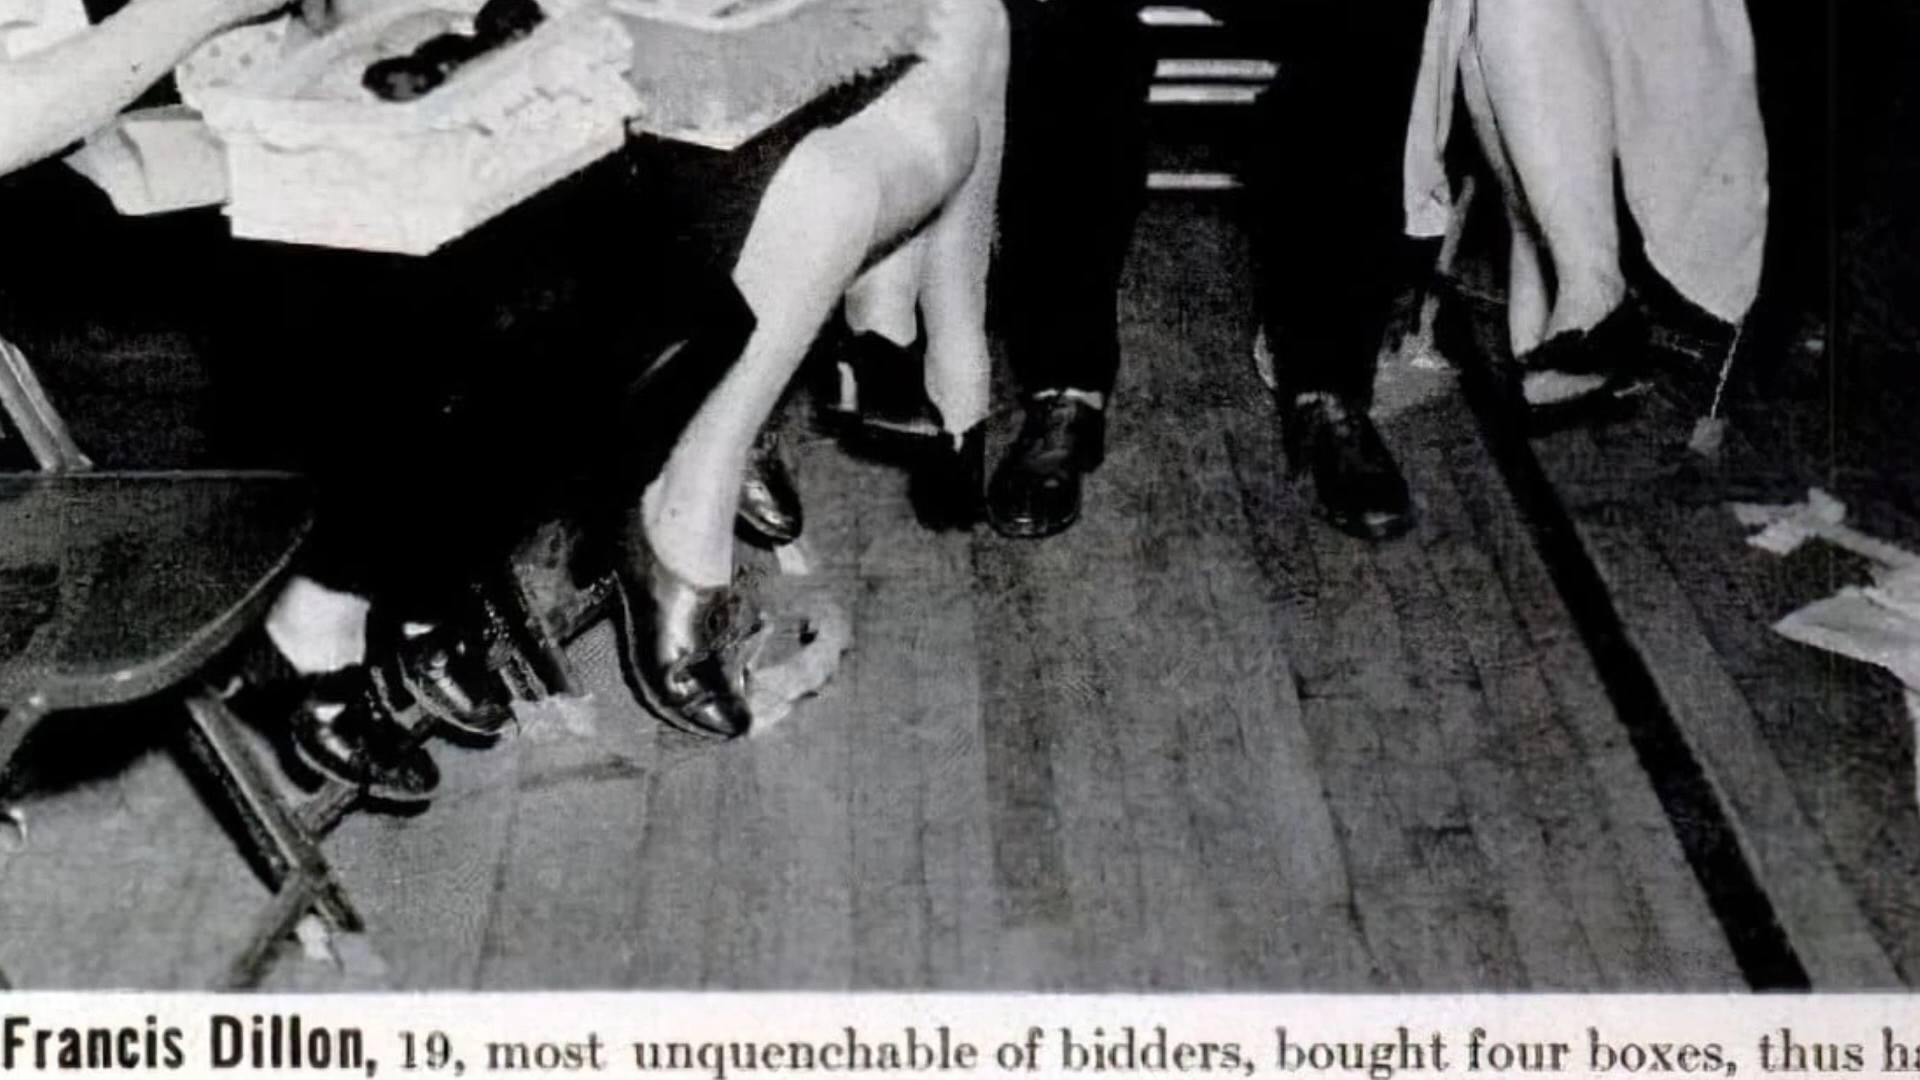 Francis Dillon, 19, most unquenchable of bidders, bought four boxes, thus